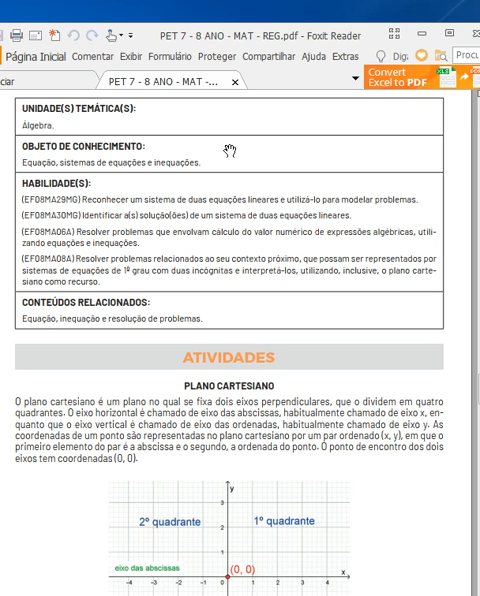 PET 7 - 8 ANO - MAT - REG.pdf - Foxit Reader
Página Inicial Comentar Exibir Formulário Proteger Compartilhar Ajuda Extras
ciar
PET 7 - 8 ANO - MAT -...
Convert
Excel to PDF
UNIDADE(S) TEMÁTICA(S):
Álgebra.
OBJETO DE CONHECIMENTO:
Equação, sistemas de equações e inequações.
HABILIDADE(S):
(EF08MA29MG) Reconhecer um sistema de duas equações lineares e utilizá-lo para modelar problemas.
(EF08MA30MG) Identificar a(s) solução(ões) de um sistema de duas equações lineares.
(EF08MA06A) Resolver problemas que envolvam cálculo do valor numérico de expressões algébricas, utili-
zando equações e inequações.
(EF08MA08A) Resolver problemas relacionados ao seu contexto próximo, que possam ser representados por
sistemas de equações de 1º grau com duas incógnitas e interpretá-los, utilizando, inclusive, o plano carte-
siano como recurso.
CONTEÚDOS RELACIONADOS:
Equação, inequação e resolução de problemas.
ATIVIDADES
PLANO CARTESIANO
O plano cartesiano é um plano no qual se fixa dois eixos perpendiculares, que o dividem em quatro
quadrantes. O eixo horizontal é chamado de eixo das abscissas, habitualmente chamado de eixo x, en-
quanto que o eixo vertical é chamado de eixo das ordenadas, habitualmente chamado de eixo y. As
coordenadas de um ponto são representadas no plano cartesiano por um par ordenado (x, y), em que o
primeiro elemento do par é a abscissa e o segundo, a ordenada do ponto. O ponto de encontro dos dois
eixos tem coordenadas (0, 0).
y
3
2º quadrante 2 1º quadrante
1
eixo das abscissas (0, 0) x
-4 -3 -2 -1 0 1 2 3 4